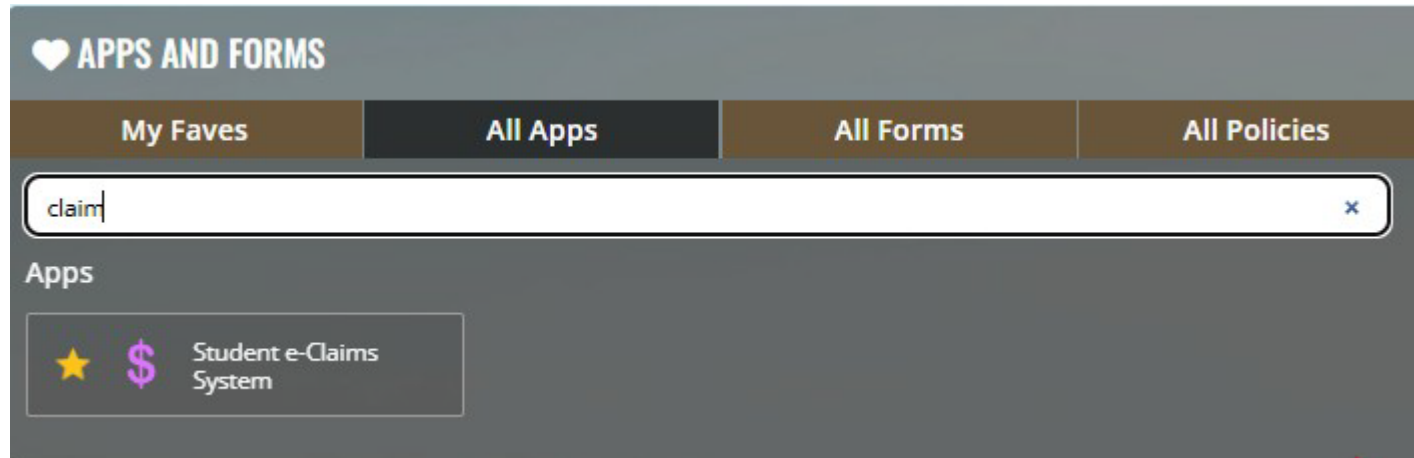 APPS AND FORMS
My Faves
All Apps
All Forms
All Policies
claim
Apps
Student e-Claims
System